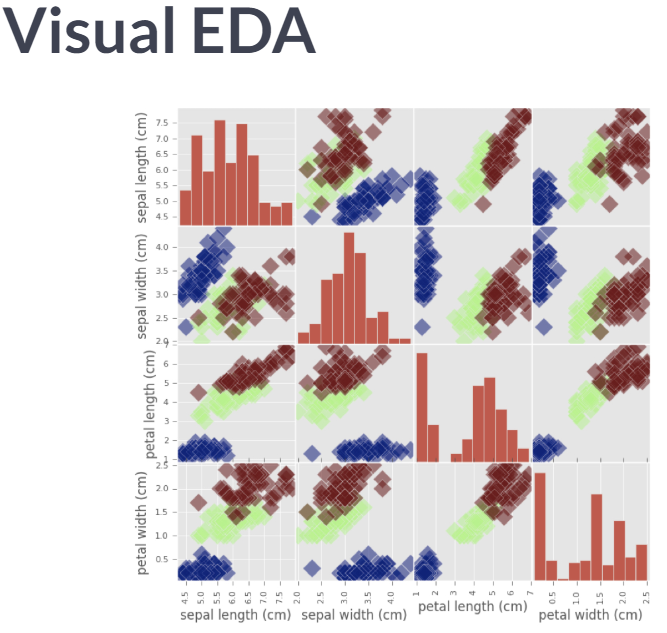 Visual EDA
sepal length (cm)
7.5
7.0
6.5
6.0
5.5
5.0
4.5
sepal width (cm)
4.0
3.5
3.0
2.5
2.0
petal length (cm)
6
5
4
3
2
1
petal width (cm)
2.5
2.0
1.5
1.0
0.5
4.5 5.0 5.5 6.0 6.5 7.0 7.5
sepal length (cm)
2.0 2.5 3.0 3.5 4.0
sepal width (cm)
1 2 3 4 5 6 7
petal length (cm)
0.5 1.0 1.5 2.0 2.5
petal width (cm)